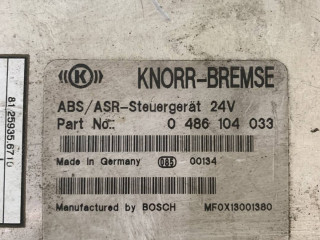 K KNORR-BREMSE
ABS/ASR-Steuergerät 24V
Part No.: 0 486 104 033
Made in Germany 085 00134
Manufactured by BOSCH MF0X13001380
81.25935.6710